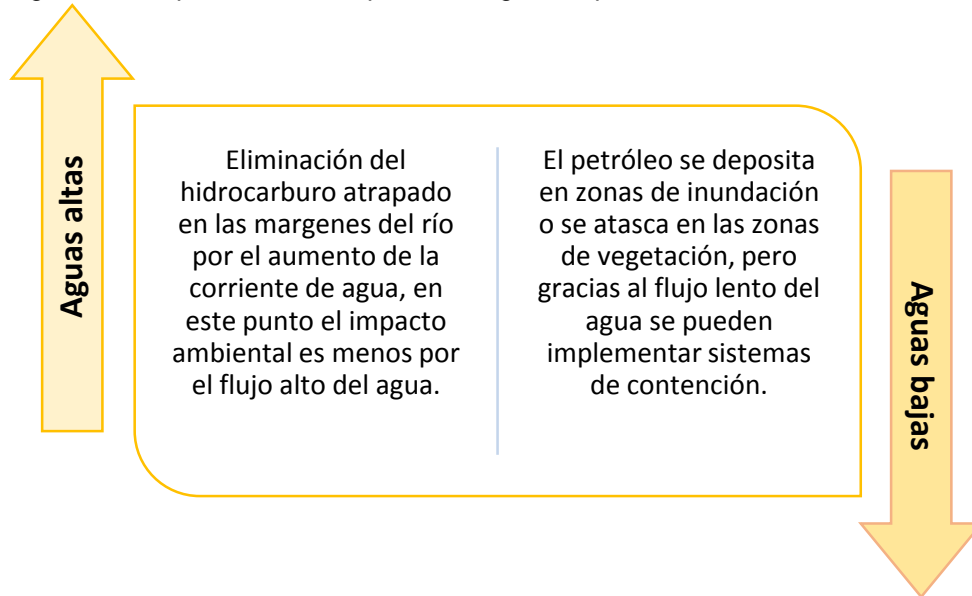 Aguas altas
Eliminación del
hidrocarburo atrapado
en las margenes del río
por el aumento de la
corriente de agua, en
este punto el impacto
ambiental es menos por
el flujo alto del agua.
El petróleo se deposita
en zonas de inundación
o se atasca en las zonas
de vegetación, pero
gracias al flujo lento del
agua se pueden
implementar sistemas
de contención.
Aguas bajas